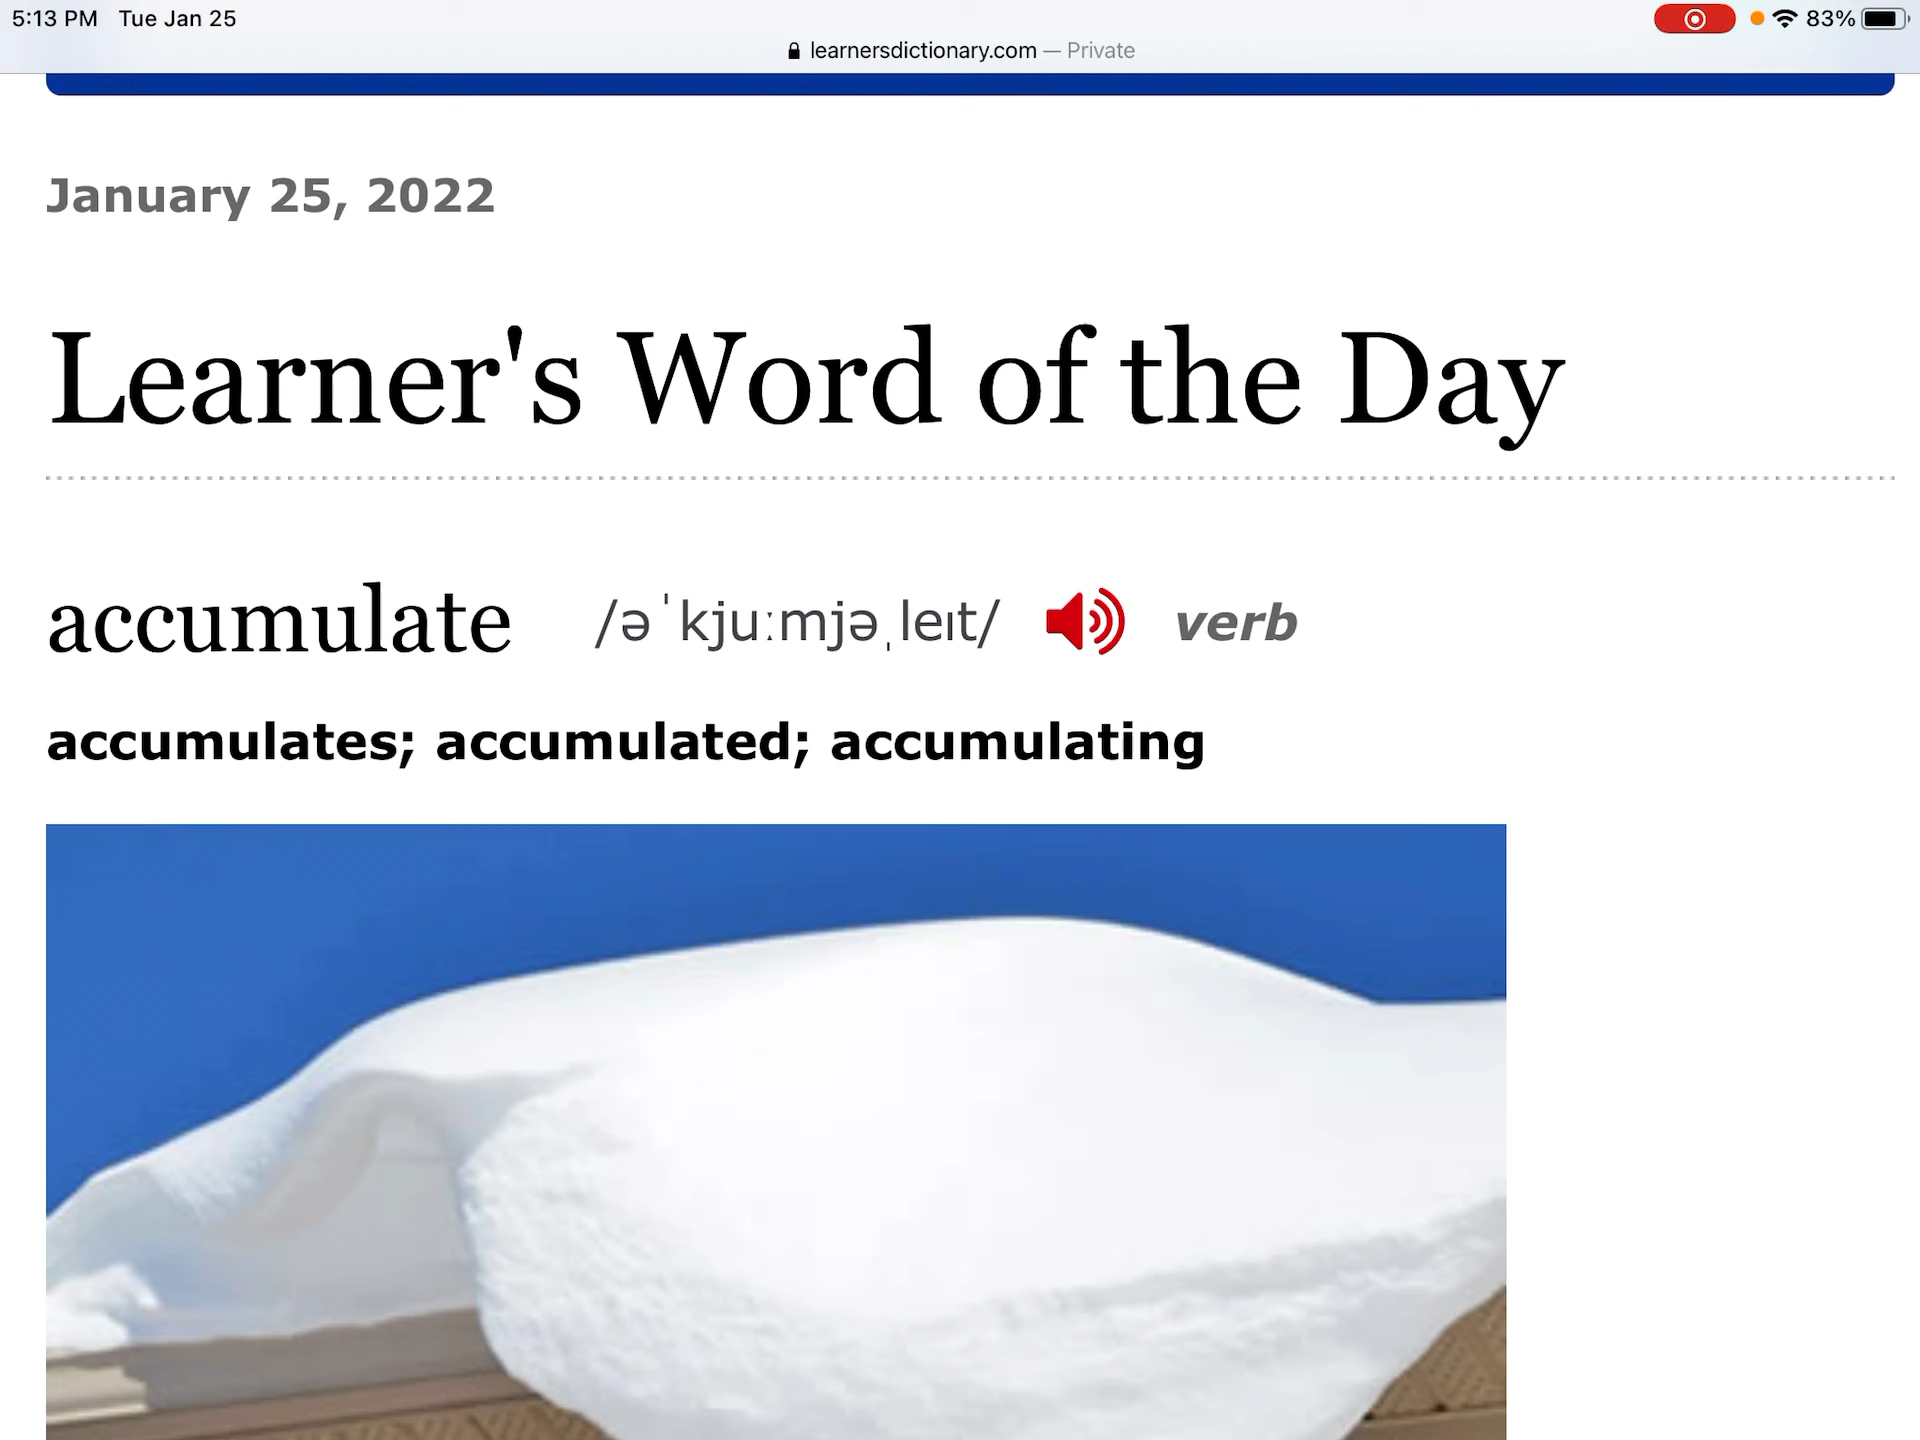 5:13 PM Tue Jan 25 83%
learnersdictionary.com — Private
January 25, 2022
Learner's Word of the Day
accumulate /əˈkjuːmjəˌleɪt/ verb
accumulates; accumulated; accumulating